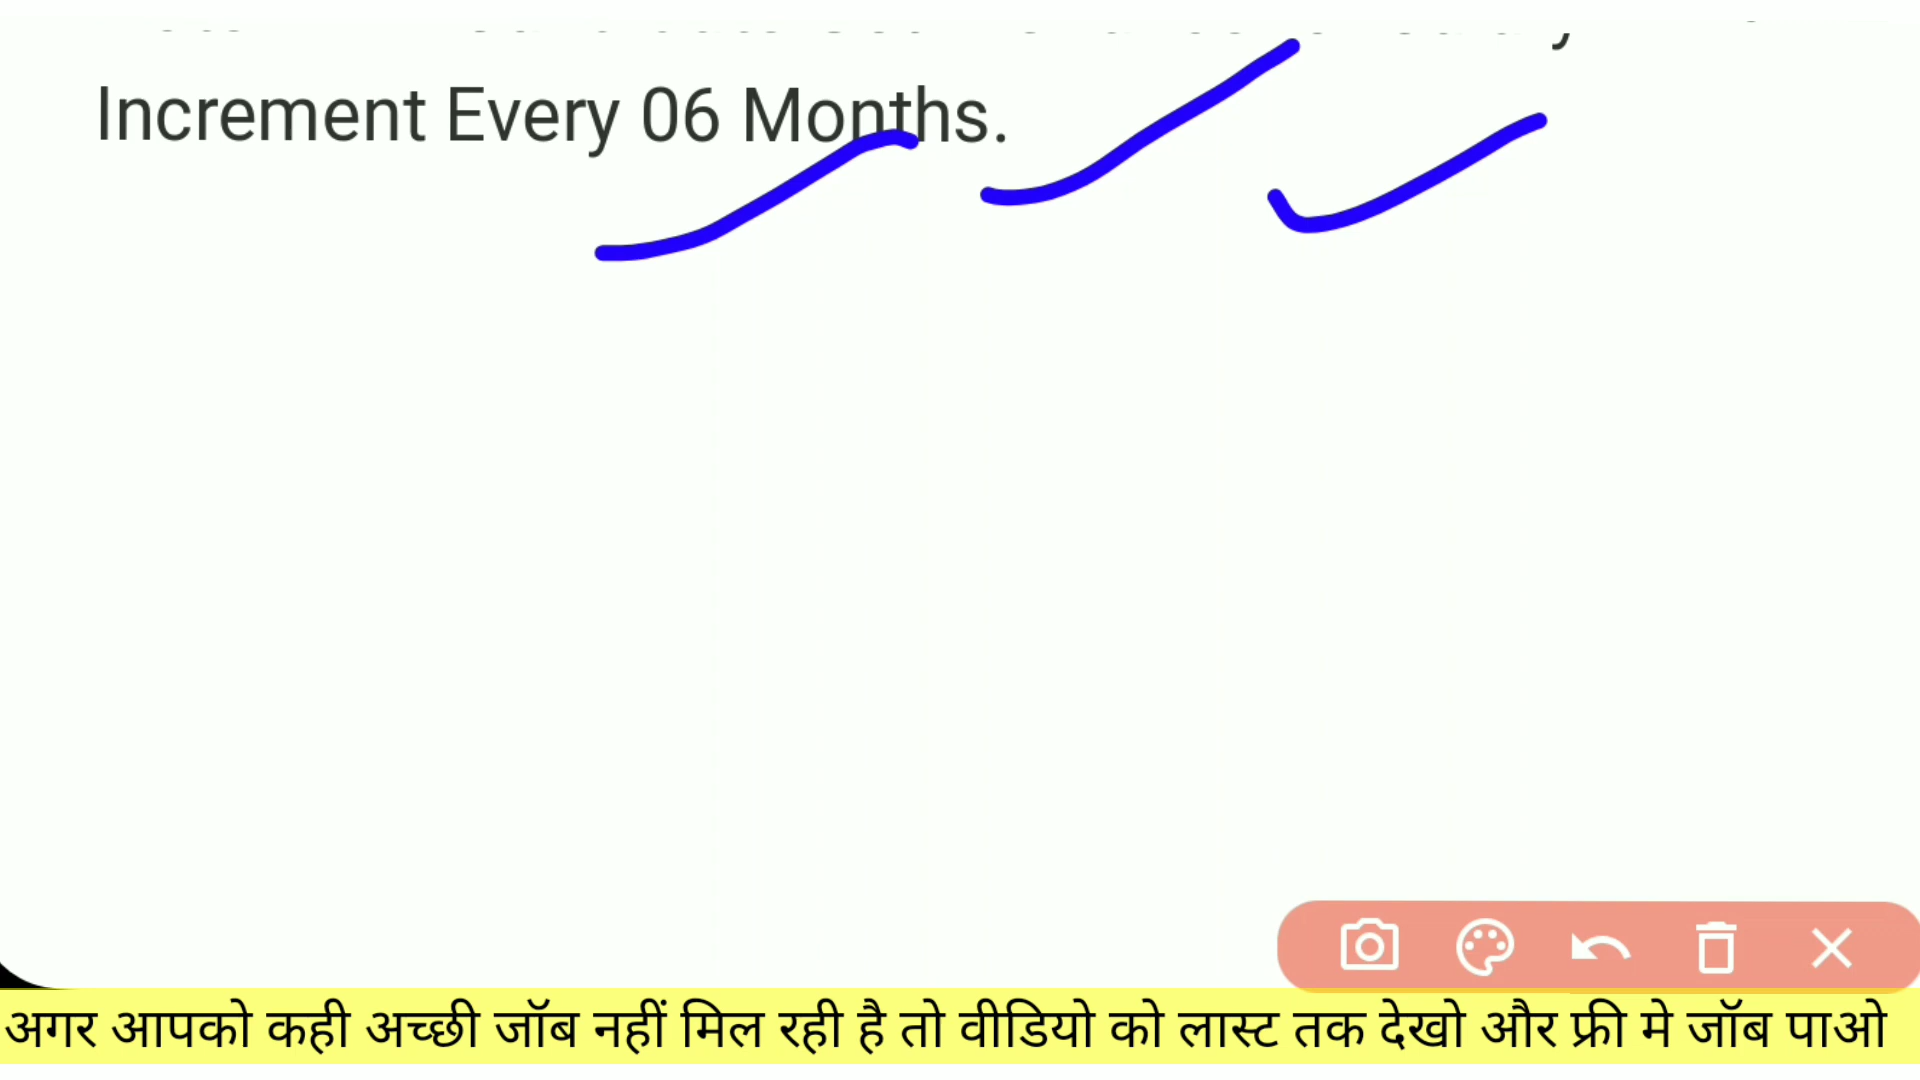 Increment Every 06 Months.
अगर आपको कही अच्छी जॉब नहीं मिल रही है तो वीडियो को लास्ट तक देखो और फ्री मे जॉब पाओ